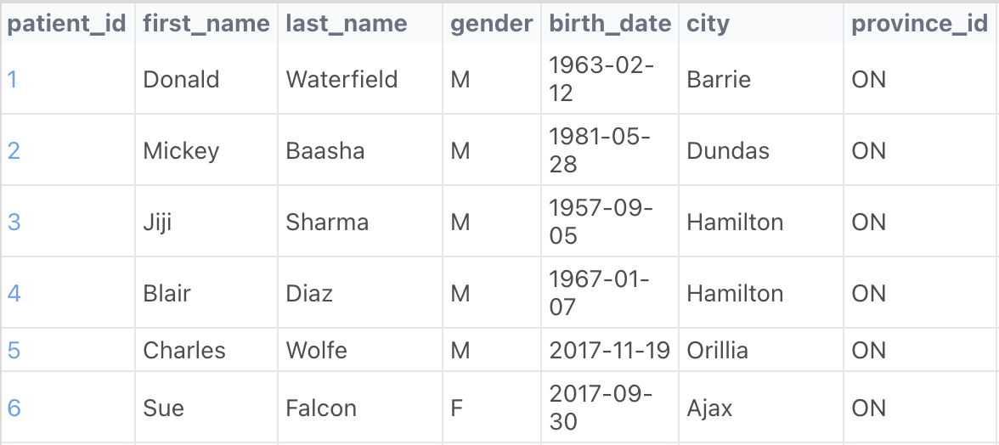 patient_id first_name last_name gender birth_date city province_id
1 Donald Waterfield M 1963-02-
12 Barrie ON
2 Mickey Baasha M 1981-05-
28 Dundas ON
3 Jiji Sharma M 1957-09-
05 Hamilton ON
4 Blair Diaz M 1967-01-
07 Hamilton ON
5 Charles Wolfe M 2017-11-19 Orillia ON
6 Sue Falcon F 2017-09-
30 Ajax ON